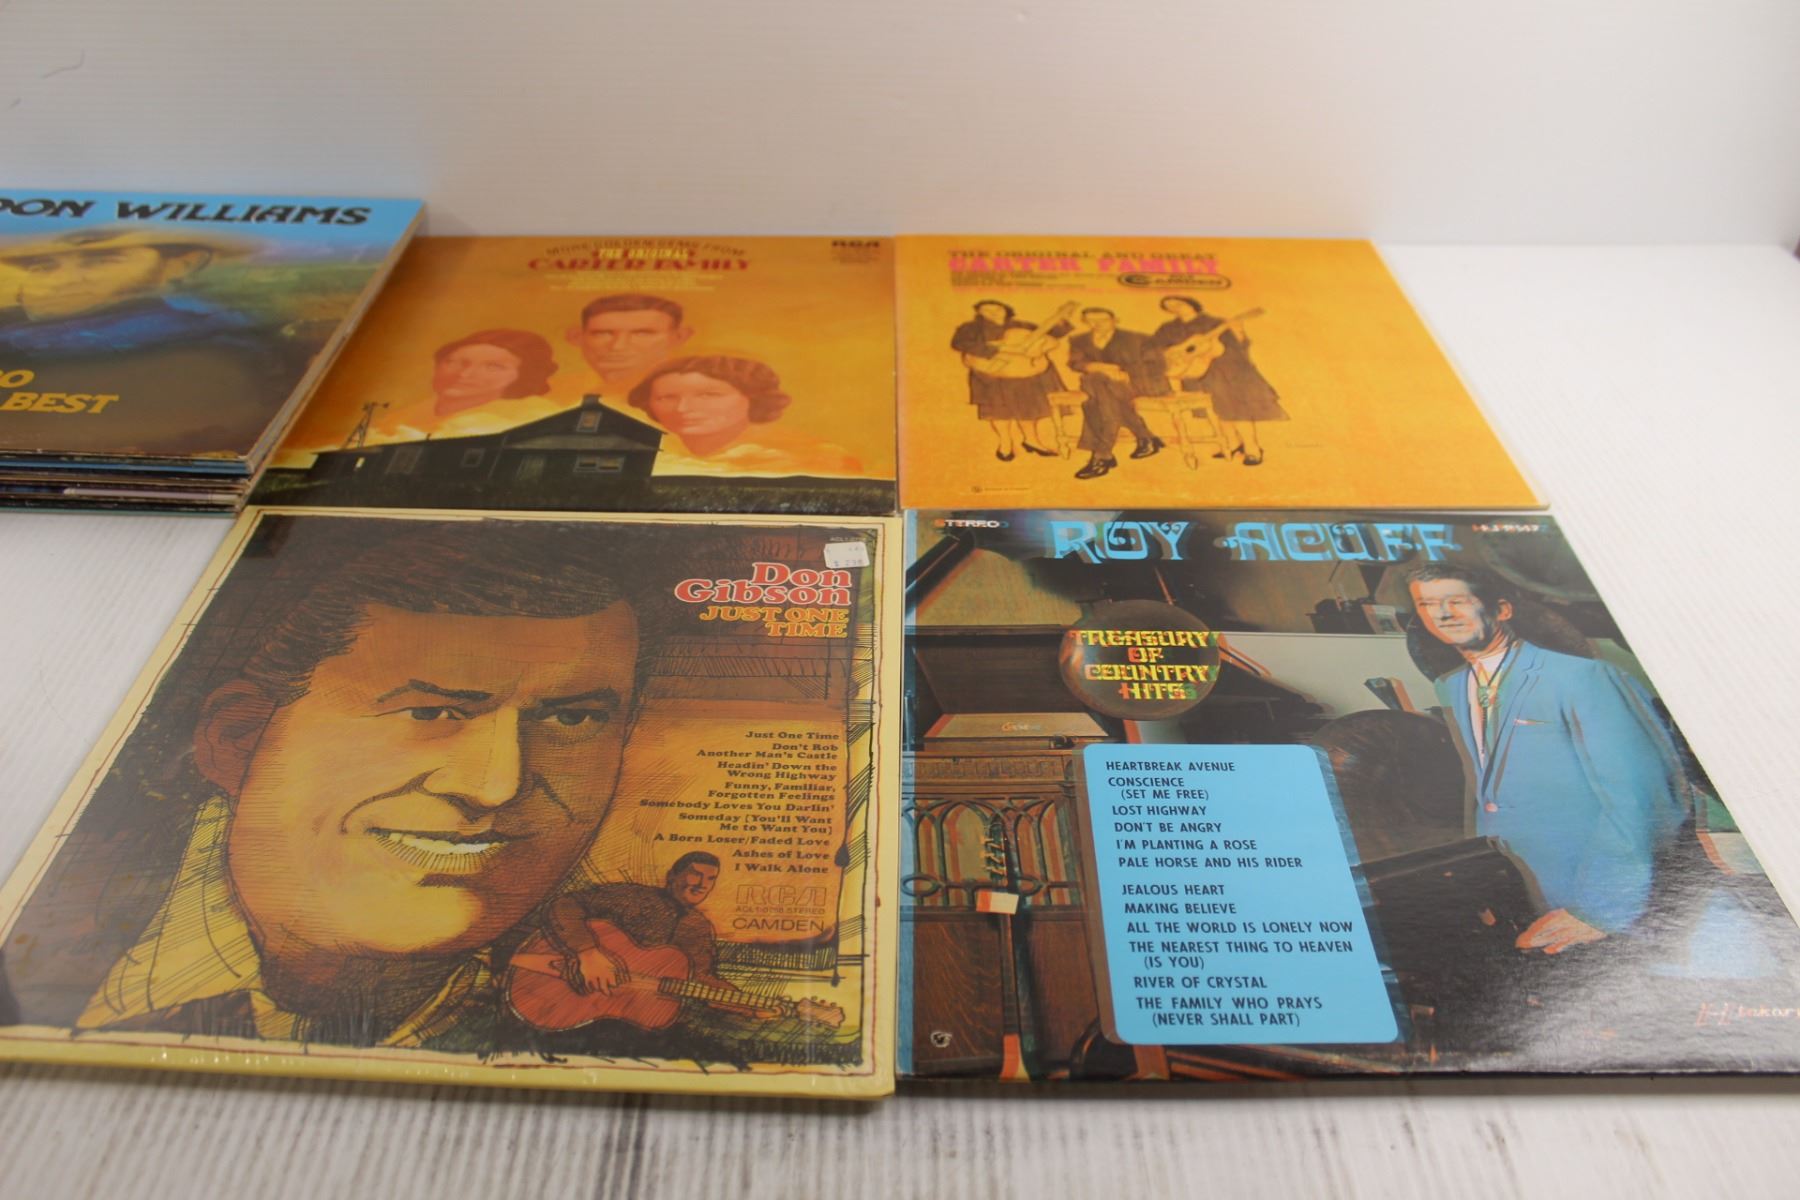 DON WILLIAMS
BEST
MORE GOLDEN GEMS FROM
THE ORIGINAL
CARTER FAMILY
RCA
THE ORIGINAL AND GREAT
CARTER FAMILY
CAMDEN
Don
Gibson
JUST ONE
TIME
Just One Time
Don't Rob
Another Man's Castle
Headin' Down the
Wrong Highway
Funny, Familiar,
Forgotten Feelings
Somebody Loves You Darlin'
Someday (You'll Want
Me to Want You)
A Born Loser/Faded Love
Ashes of Love
I Walk Alone
RCA
STEREO
CAMDEN
STEREO
ROY ACUFF
TREASURY
OF
COUNTRY
HITS
HEARTBREAK AVENUE
CONSCIENCE
(SET ME FREE)
LOST HIGHWAY
DON'T BE ANGRY
I'M PLANTING A ROSE
PALE HORSE AND HIS RIDER
JEALOUS HEART
MAKING BELIEVE
ALL THE WORLD IS LONELY NOW
THE NEAREST THING TO HEAVEN
(IS YOU)
RIVER OF CRYSTAL
THE FAMILY WHO PRAYS
(NEVER SHALL PART)